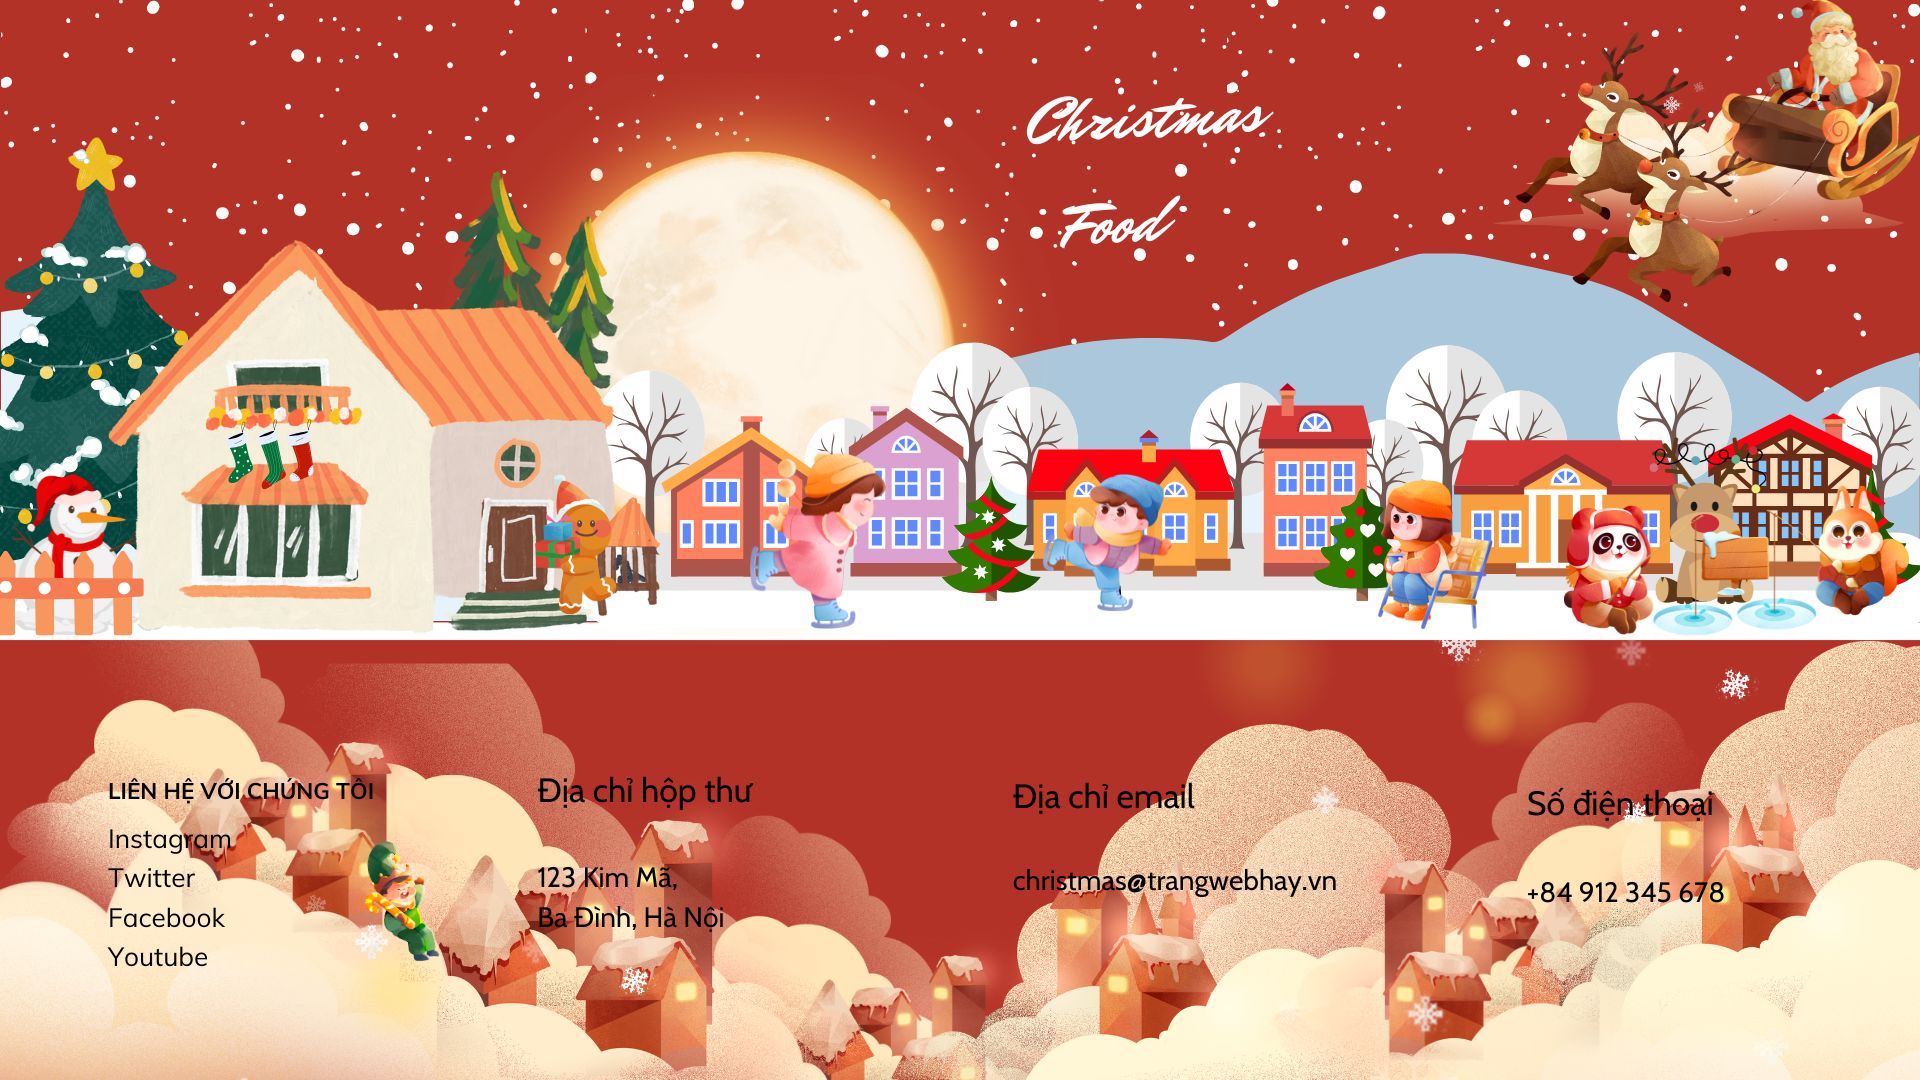 Christmas
Food
LIÊN HỆ VỚI CHÚNG TÔI
Instagram
Twitter
Facebook
Youtube
Địa chỉ hộp thư
123 Kim Mã,
Ba Đình, Hà Nội
Địa chỉ email
christmas@trangwebhay.vn
Số điện thoại
+84 912 345 678